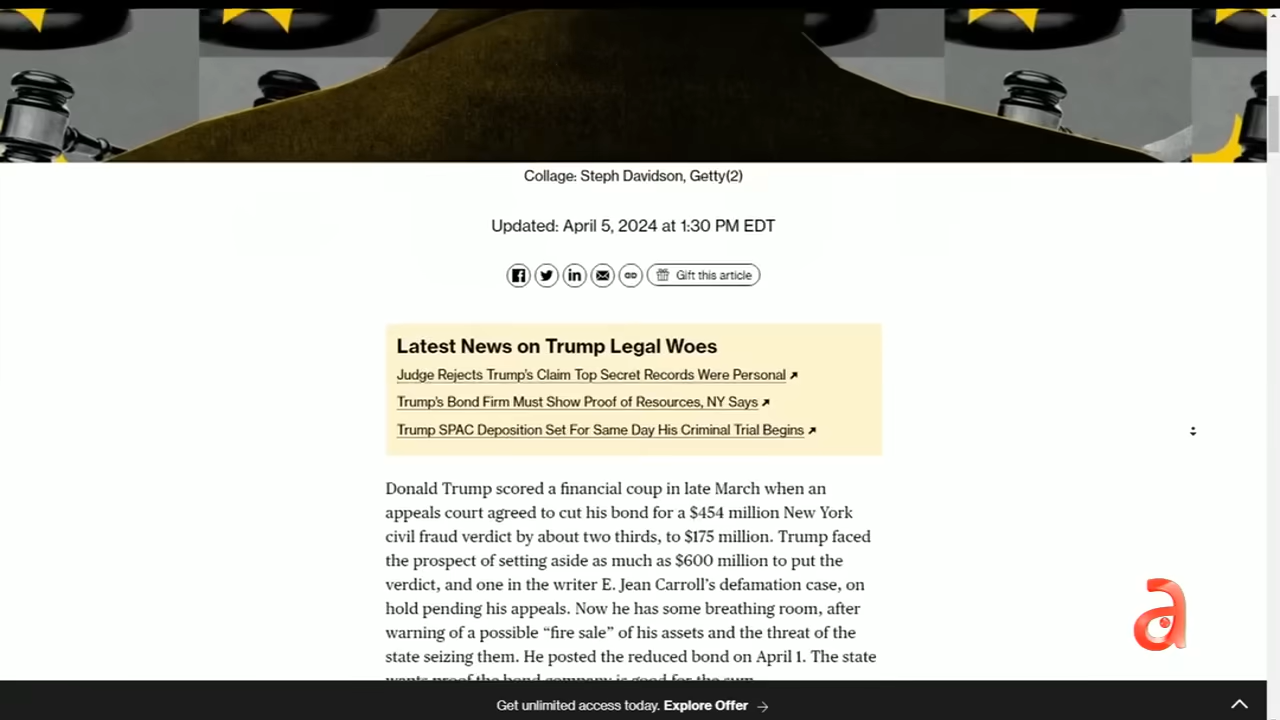 Collage: Steph Davidson, Getty(2)
Updated: April 5, 2024 at 1:30 PM EDT
Gift this article
Latest News on Trump Legal Woes
Judge Rejects Trump's Claim Top Secret Records Were Personal
Trump's Bond Firm Must Show Proof of Resources, NY Says
Trump SPAC Deposition Set For Same Day His Criminal Trial Begins
Donald Trump scored a financial coup in late March when an
appeals court agreed to cut his bond for a $454 million New York
civil fraud verdict by about two thirds, to $175 million. Trump faced
the prospect of setting aside as much as $600 million to put the
verdict, and one in the writer E. Jean Carroll's defamation case, on
hold pending his appeals. Now he has some breathing room, after
warning of a possible “fire sale” of his assets and the threat of the
state seizing them. He posted the reduced bond on April 1. The state
wants proof the bond company is good for the sum.
Get unlimited access today. Explore Offer
a